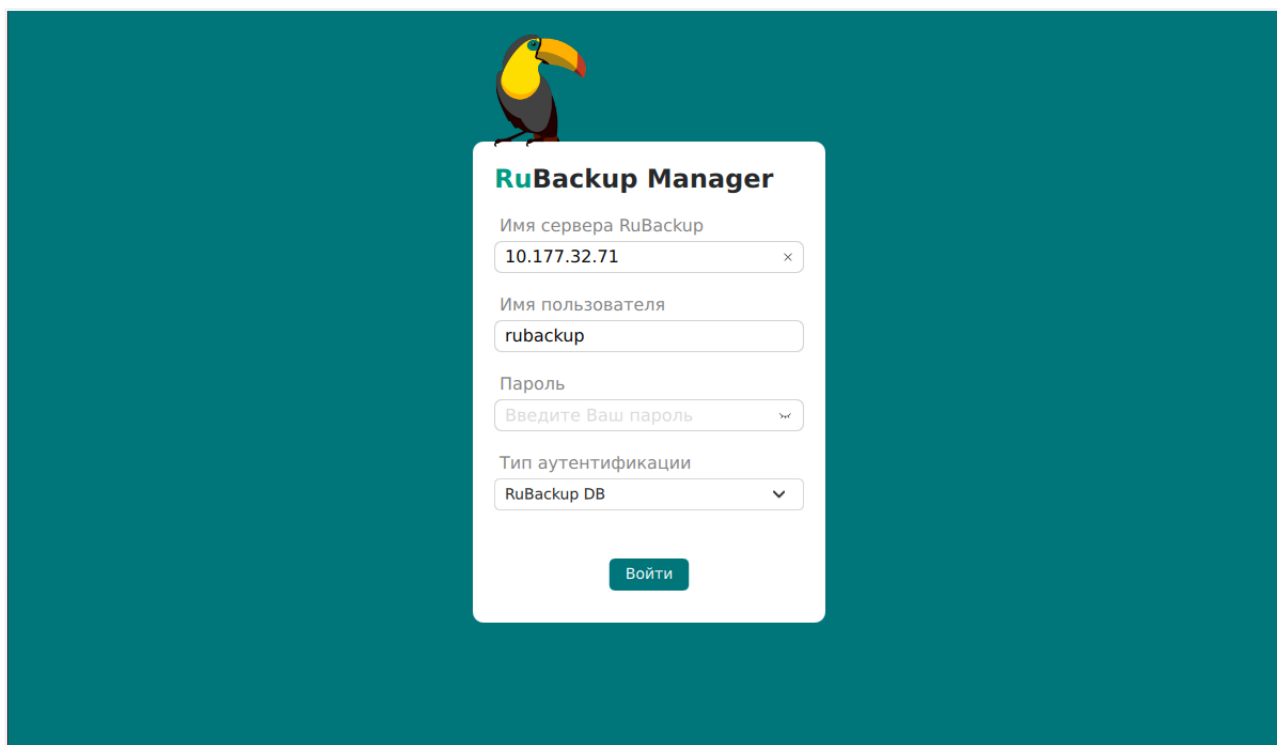 RuBackup Manager
Имя сервера RuBackup
10.177.32.71
Имя пользователя
rubackup
Пароль
Введите Ваш пароль
Тип аутентификации
RuBackup DB
Войти